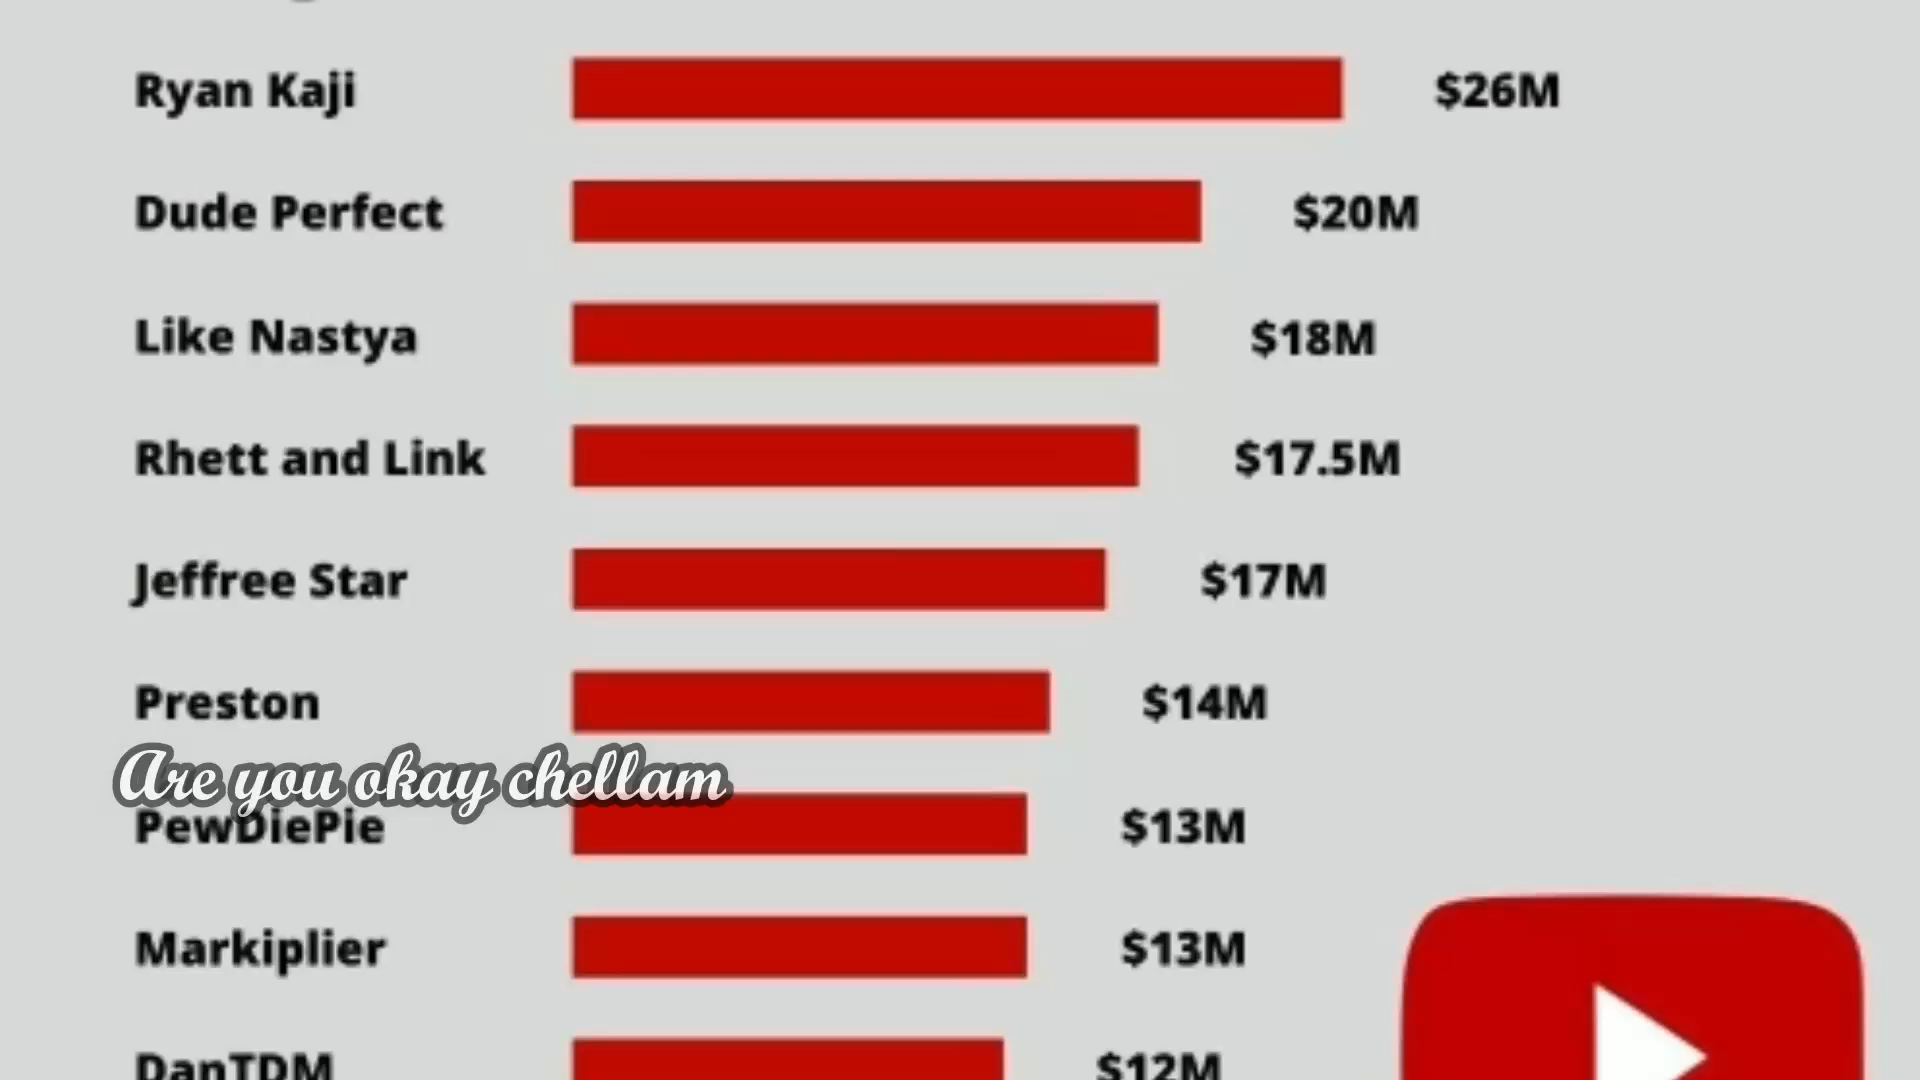 Ryan Kaji $26M
Dude Perfect $20M
Like Nastya $18M
Rhett and Link $17.5M
Jeffree Star $17M
Preston $14M
Are you okay chellam
PewDiePie $13M
Markiplier $13M
DanTDM $12M